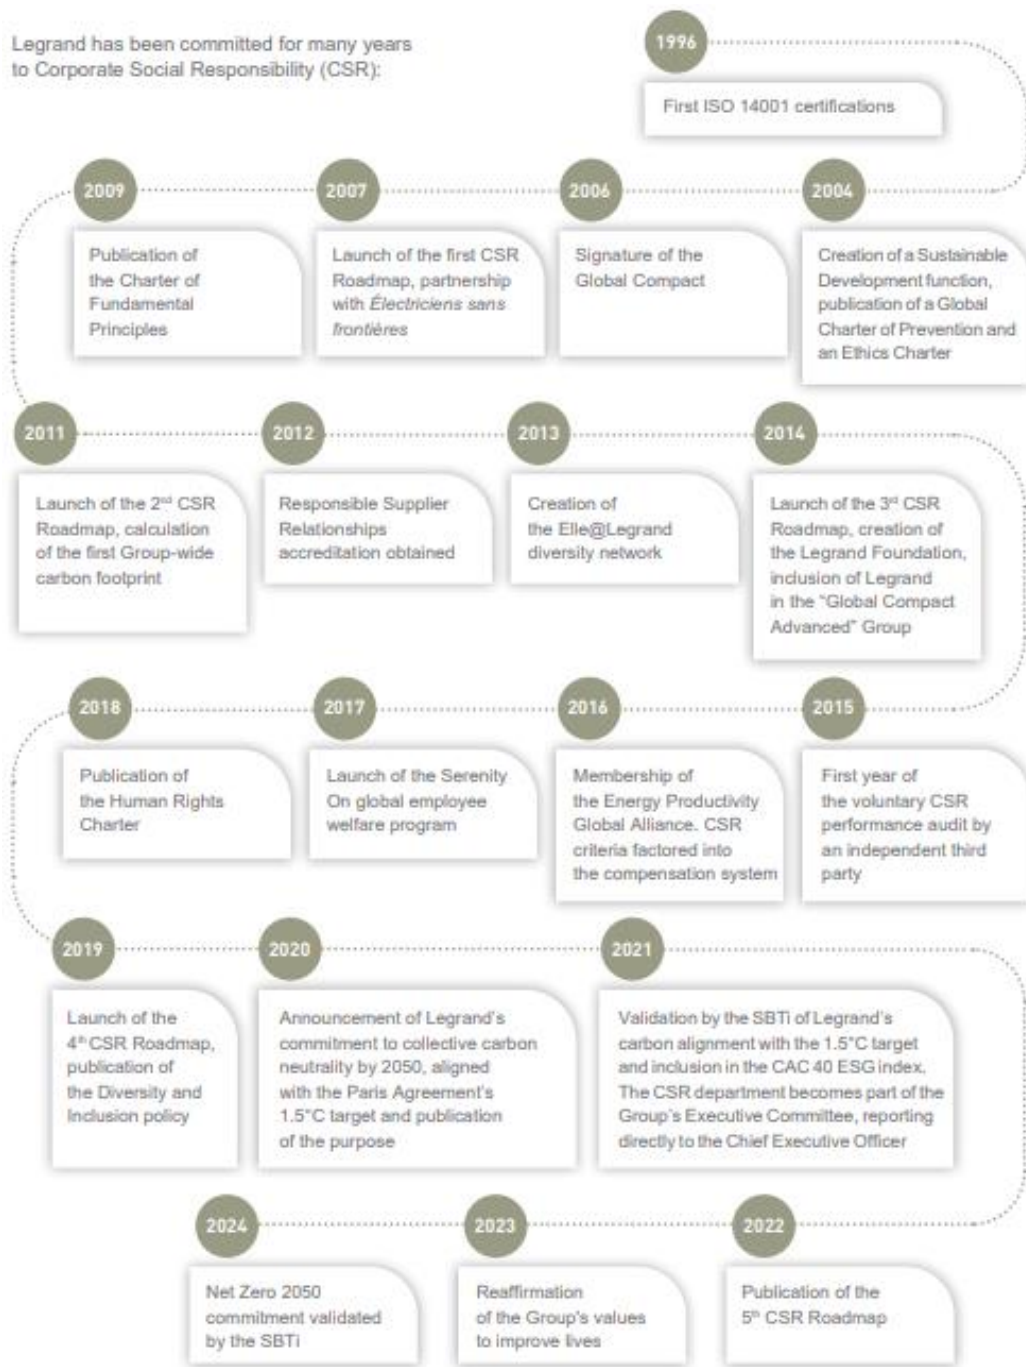 Legrand has been committed for many years
to Corporate Social Responsibility (CSR):
1996
First ISO 14001 certifications
2004
Creation of a Sustainable
Development function,
publication of a Global
Charter of Prevention and
an Ethics Charter
2006
Signature of the
Global Compact
2007
Launch of the first CSR
Roadmap, partnership
with Électriciens sans
frontières
2009
Publication of
the Charter of
Fundamental
Principles
2011
Launch of the 2nd CSR
Roadmap, calculation
of the first Group-wide
carbon footprint
2012
Responsible Supplier
Relationships
accreditation obtained
2013
Creation of
the Elle@Legrand
diversity network
2014
Launch of the 3rd CSR
Roadmap, creation of
the Legrand Foundation,
inclusion of Legrand
in the “Global Compact
Advanced” Group
2015
First year of
the voluntary CSR
performance audit by
an independent third
party
2016
Membership of
the Energy Productivity
Global Alliance. CSR
criteria factored into
the compensation system
2017
Launch of the Serenity
On global employee
welfare program
2018
Publication of
the Human Rights
Charter
2019
Launch of the
4th CSR Roadmap,
publication of
the Diversity and
Inclusion policy
2020
Announcement of Legrand's
commitment to collective carbon
neutrality by 2050, aligned
with the Paris Agreement's
1.5°C target and publication
of the purpose
2021
Validation by the SBTi of Legrand's
carbon alignment with the 1.5°C target
and inclusion in the CAC 40 ESG index.
The CSR department becomes part of the
Group's Executive Committee, reporting
directly to the Chief Executive Officer
2022
Publication of the
5th CSR Roadmap
2023
Reaffirmation
of the Group's values
to improve lives
2024
Net Zero 2050
commitment validated
by the SBTi